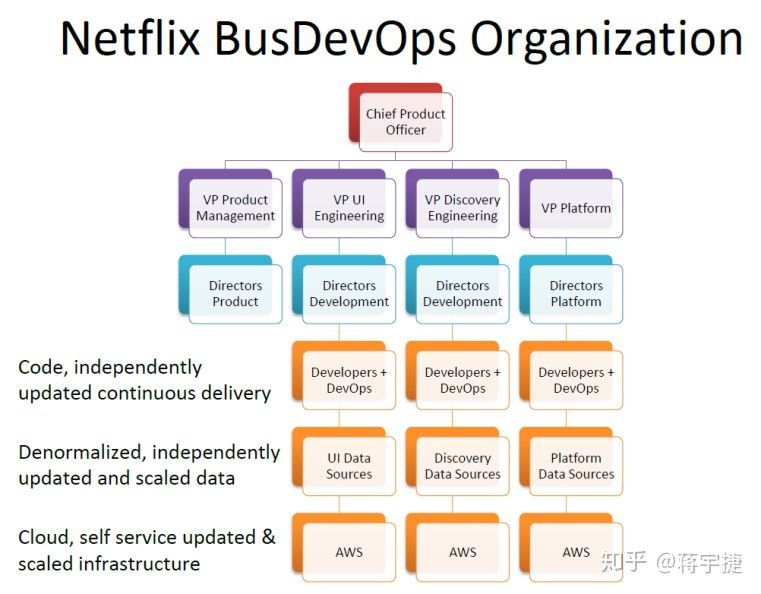 Netflix BusDevOps Organization
Chief Product
Officer
VP Product
Management
VP UI
Engineering
VP Discovery
Engineering
VP Platform
Directors
Product
Directors
Development
Directors
Development
Directors
Platform
Code, independently
updated continuous delivery
Developers +
DevOps
Developers +
DevOps
Developers +
DevOps
Denormalized, independently
updated and scaled data
UI Data
Sources
Discovery
Data Sources
Platform
Data Sources
Cloud, self service updated &
scaled infrastructure
AWS
AWS
AWS
知乎 @蒋宇捷